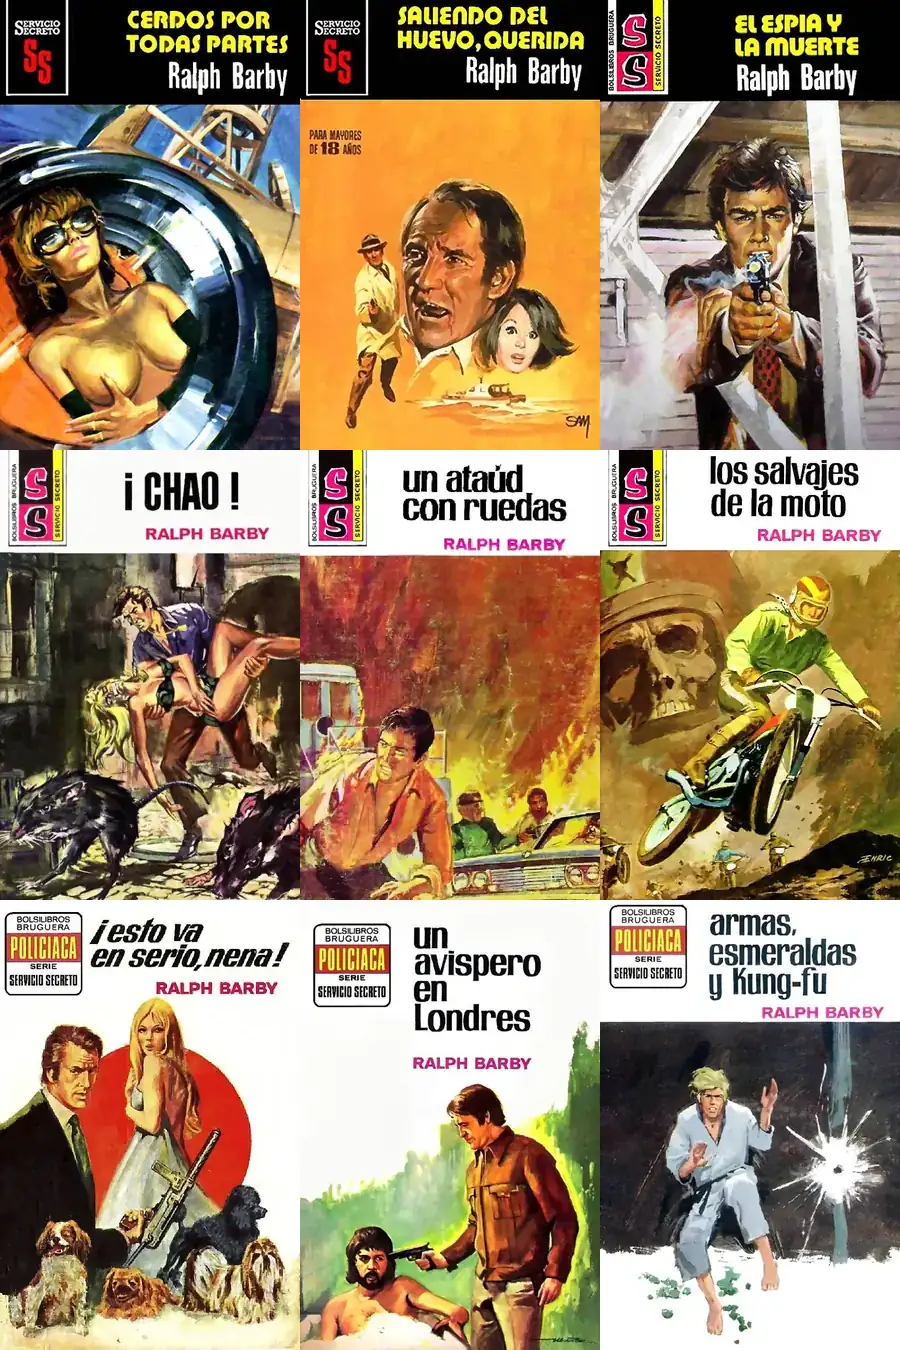 SERVICIO
SECRETO
SS
CERDOS POR
TODAS PARTES
Ralph Barby
SERVICIO
SECRETO
SS
SALIENDO DEL
HUEVO, QUERIDA
Ralph Barby
PARA MAYORES
DE 18 AÑOS
SAM
BOLSILIBROS BRUGUERA
SS
SERVICIO SECRETO
EL ESPIA Y
LA MUERTE
Ralph Barby
BOLSILIBROS BRUGUERA
SS
SERVICIO SECRETO
¡CHAO!
RALPH BARBY
BOLSILIBROS BRUGUERA
SS
SERVICIO SECRETO
un ataúd
con ruedas
RALPH BARBY
BOLSILIBROS BRUGUERA
SS
SERVICIO SECRETO
los salvajes
de la moto
RALPH BARBY
ENRIC
BOLSILIBROS
BRUGUERA
POLICIACA
SERIE
SERVICIO SECRETO
¡esto va
en serio, nena!
RALPH BARBY
BOLSILIBROS
BRUGUERA
POLICIACA
SERIE
SERVICIO SECRETO
un
avispero
en
Londres
RALPH BARBY
BOLSILIBROS
BRUGUERA
POLICIACA
SERIE
SERVICIO SECRETO
armas,
esmeraldas
y Kung-fu
RALPH BARBY